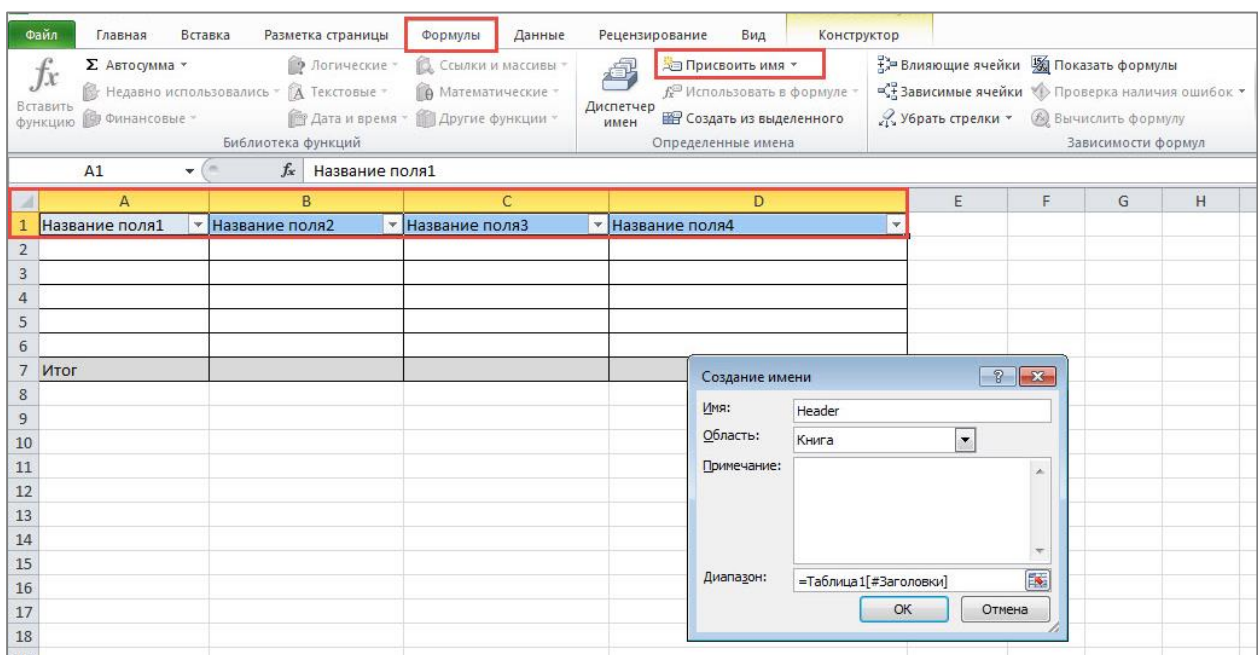 Файл Главная Вставка Разметка страницы Формулы Данные Рецензирование Вид Конструктор
fx Вставить функцию
Σ Автосумма
Недавно использовались
Финансовые
Логические
Текстовые
Дата и время
Ссылки и массивы
Математические
Другие функции
Библиотека функций
Диспетчер имен
Присвоить имя
Использовать в формуле
Создать из выделенного
Определенные имена
Влияющие ячейки
Зависимые ячейки
Убрать стрелки
Показать формулы
Проверка наличия ошибок
Вычислить формулу
Зависимости формул
A1 fx Название поля1
A B C D E F G H
1 Название поля1 Название поля2 Название поля3 Название поля4
2
3
4
5
6
7 Итог
8
9
10
11
12
13
14
15
16
17
18
Создание имени
Имя: Header
Область: Книга
Примечание:
Диапазон: =Таблица1[#Заголовки]
ОК Отмена